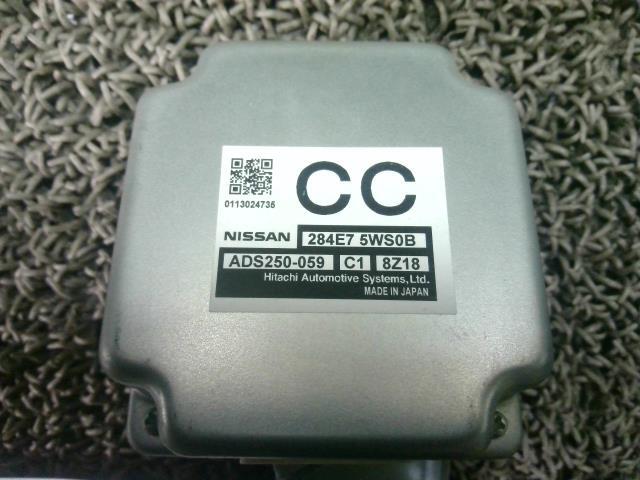 CC
0113024735
NISSAN 284E7 5WS0B
ADS250-059 C1 8Z18
Hitachi Automotive Systems,Ltd.
MADE IN JAPAN